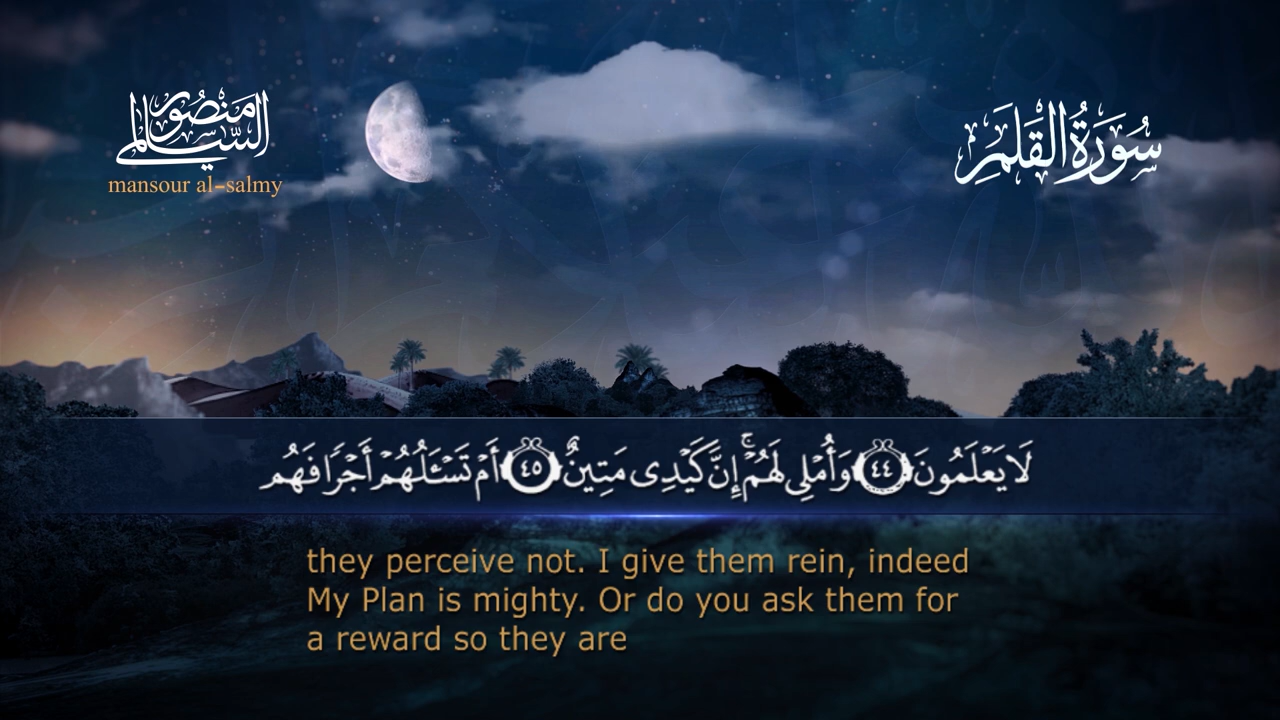 منصور السالمي
mansour al-salmy
سُورَةُ القَلَمِ
لَا يَعْلَمُونَ ٤٤ وَأُمْلِى لَهُمْ ۚ إِنَّ كَيْدِى مَتِينٌ ٤٥ أَمْ تَسْـَٔلُهُمْ أَجْرًا فَهُم
they perceive not. I give them rein, indeed
My Plan is mighty. Or do you ask them for
a reward so they are